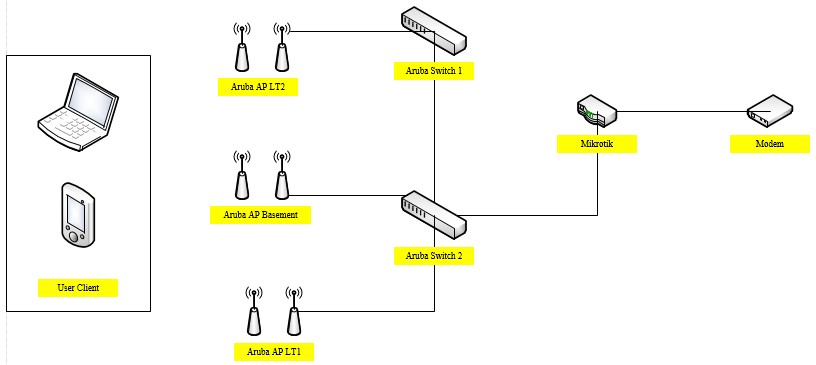 Aruba AP LT2
Aruba Switch 1
Mikrotik
Modem
Aruba AP Basement
Aruba Switch 2
User Client
Aruba AP LT1